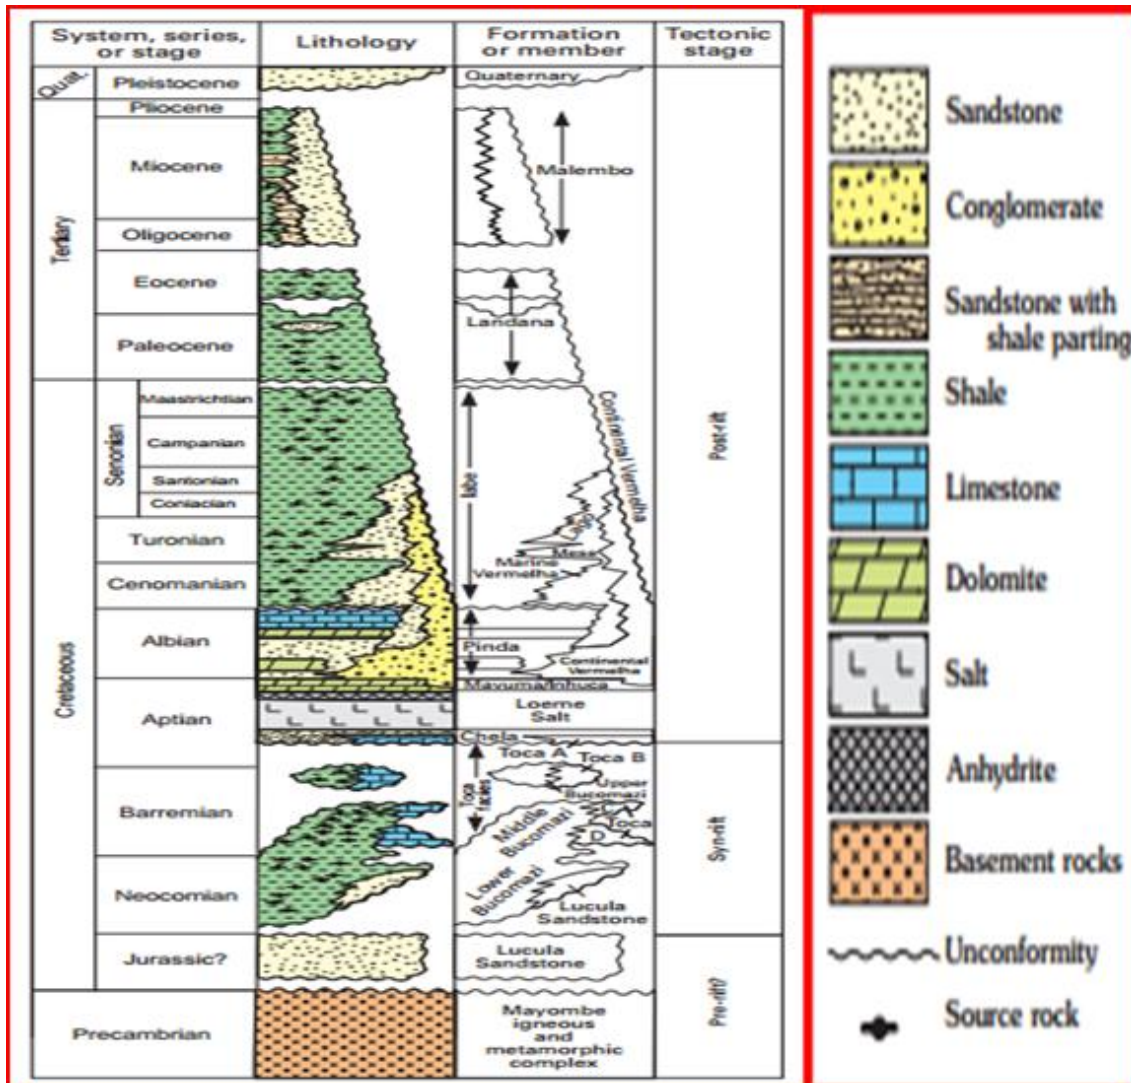 System, series,
or stage
Lithology
Formation
or member
Tectonic
stage
Quat.
Pleistocene
Quaternary
Tertiary
Pliocene
Miocene
Malembo
Oligocene
Eocene
Landana
Paleocene
Cretaceous
Senonian
Maastrichtian
Campanian
Santonian
Coniacian
Turonian
Cenomanian
Albian
Aptian
Barremian
Neocomian
Jurassic?
Precambrian
Iabe
Continental Vermelha
Mesa
Marine
Vermelha
Pinda
Continental
Vermelha
Loeme
Salt
Chela
Toca
facies
Toca A
Toca B
Upper
Bucomazi
Middle
Bucomazi
C
Toca
D
Lower
Bucomazi
Lucula
Sandstone
Lucula
Sandstone
Mayombe
igneous
and
metamorphic
complex
Post-rift
Syn-rift
Pre-rift?
Sandstone
Conglomerate
Sandstone with
shale parting
Shale
Limestone
Dolomite
Salt
Anhydrite
Basement rocks
Unconformity
Source rock